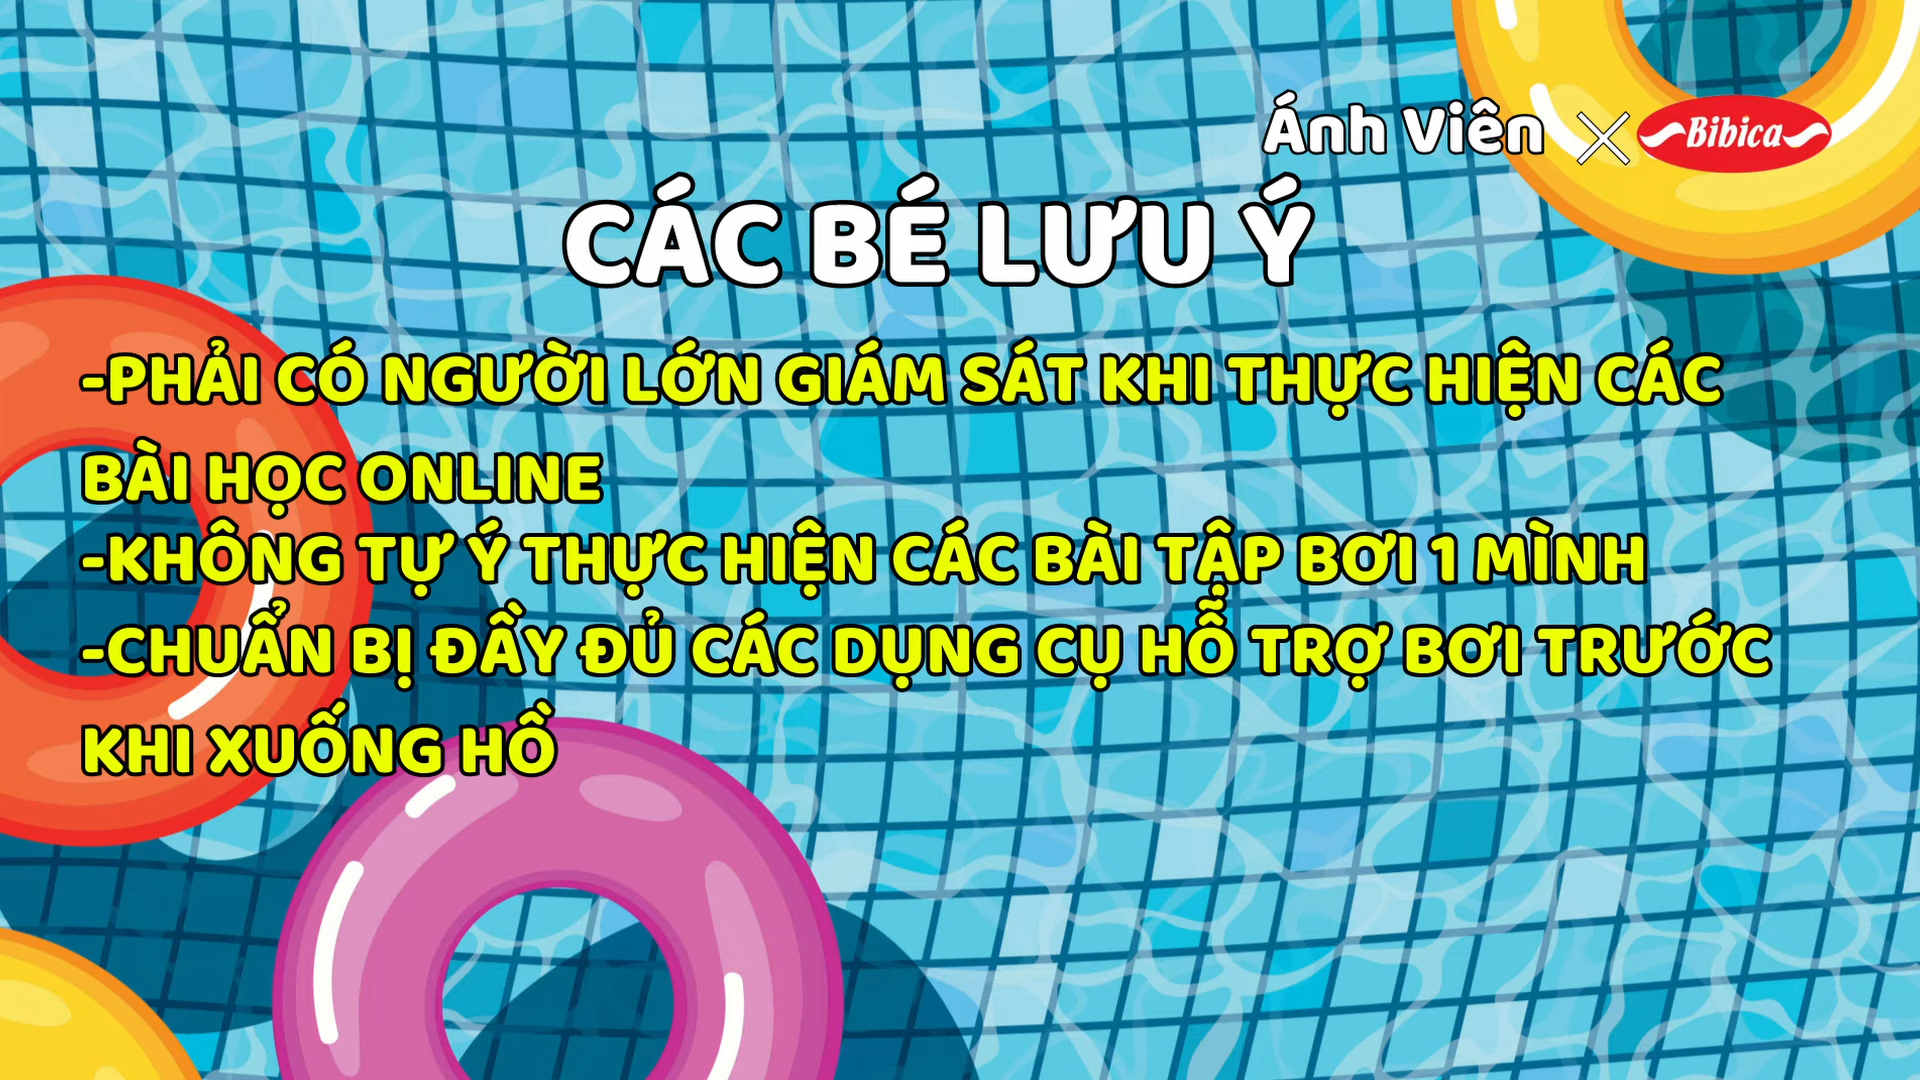 Ánh Viên × Bibica
CÁC BÉ LƯU Ý
-PHẢI CÓ NGƯỜI LỚN GIÁM SÁT KHI THỰC HIỆN CÁC
BÀI HỌC ONLINE
-KHÔNG TỰ Ý THỰC HIỆN CÁC BÀI TẬP BƠI 1 MÌNH
-CHUẨN BỊ ĐẦY ĐỦ CÁC DỤNG CỤ HỖ TRỢ BƠI TRƯỚC
KHI XUỐNG HỒ